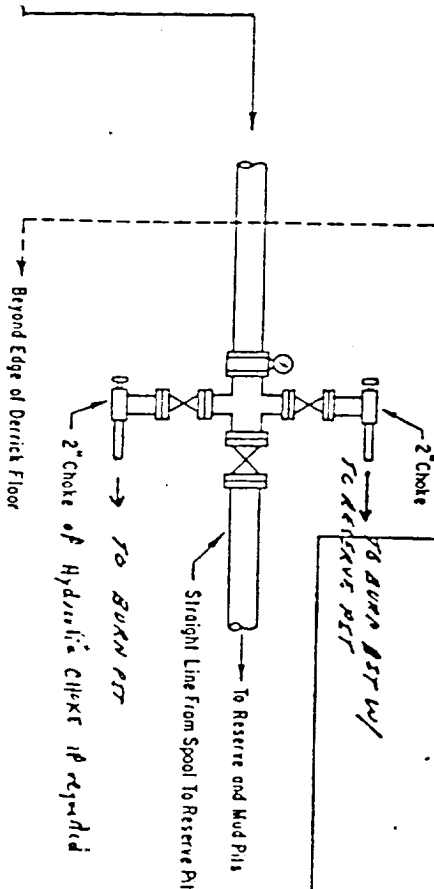 2" Choke
TO BURN PIT W/
TO RESERVE PIT
To Reserve and Mud Pits
Straight Line From Spool To Reserve Pit
TO BURN PIT
2" Choke of Hydraulic CHOKE if required
Beyond Edge of Derrick Floor